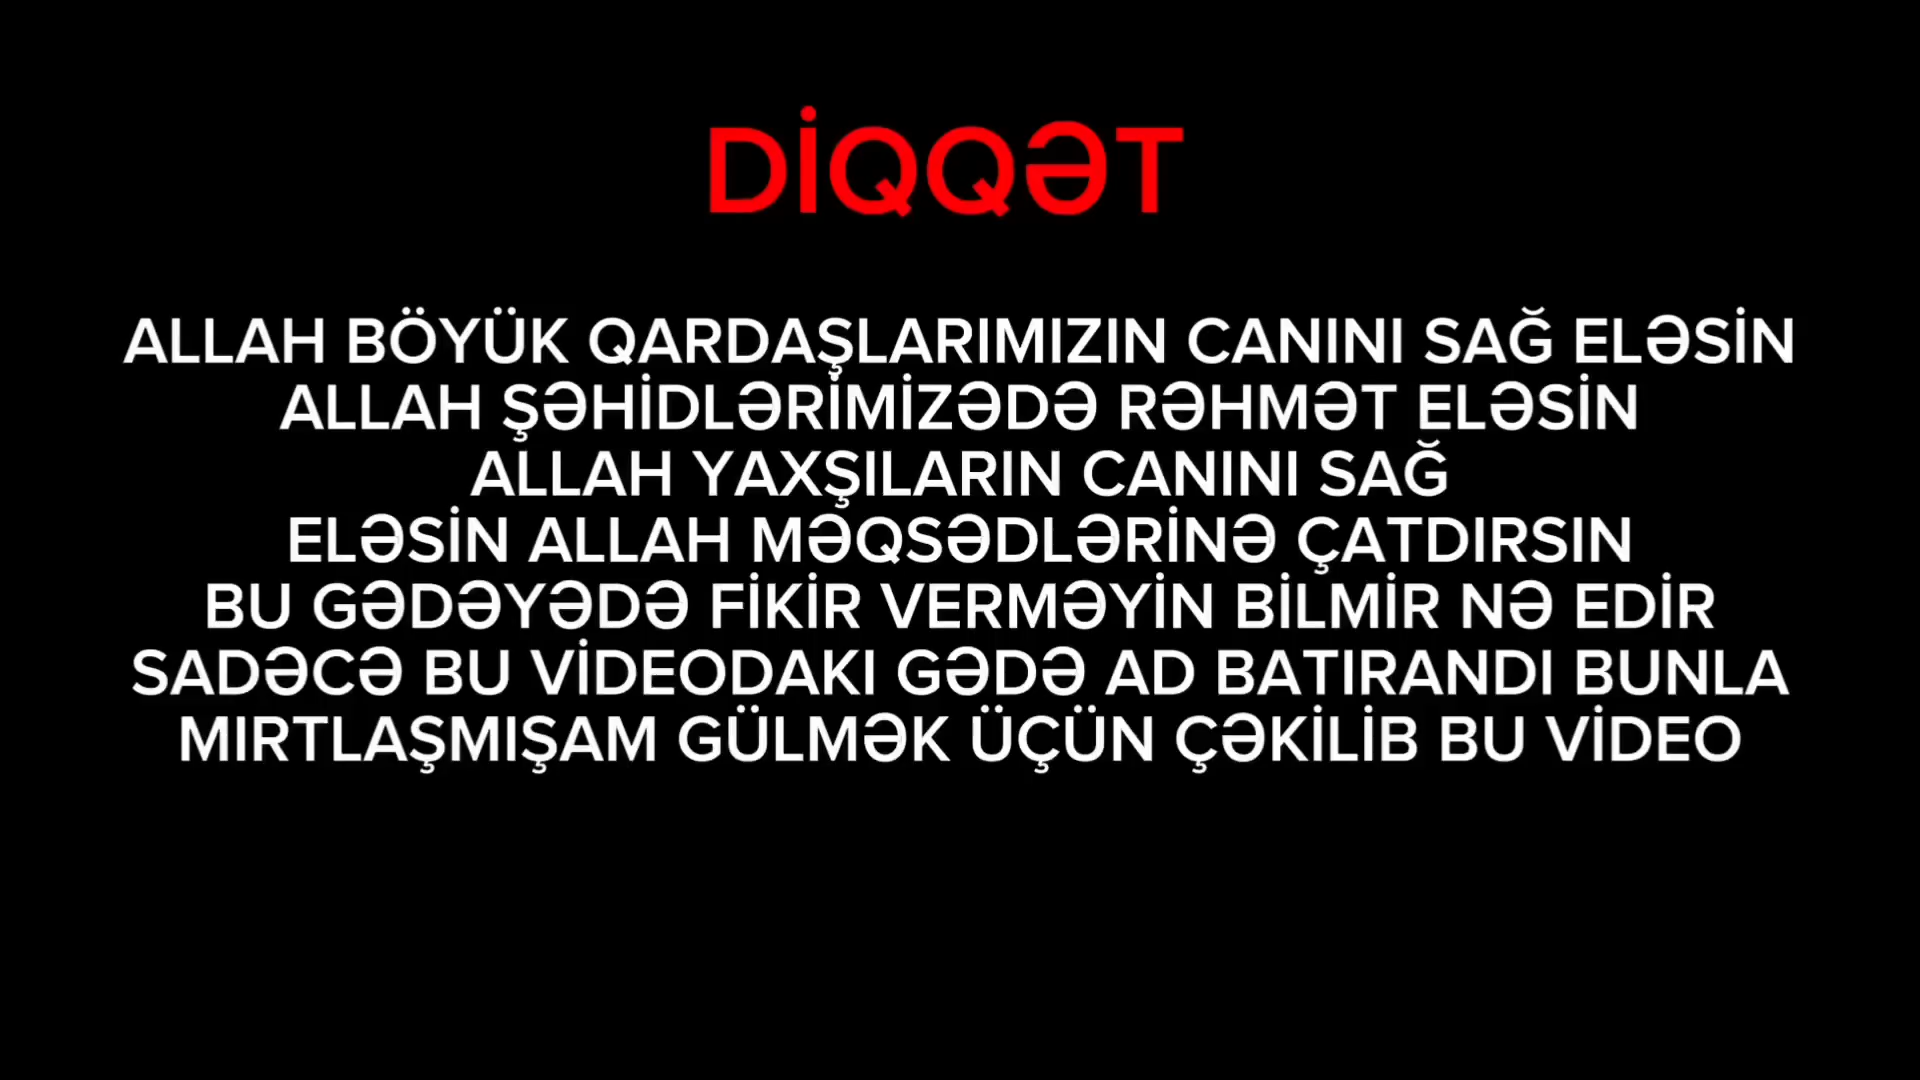 DİQQƏT
ALLAH BÖYÜK QARDAŞLARIMIZIN CANINI SAĞ ELƏSİN
ALLAH ŞƏHİDLƏRİMİZƏDƏ RƏHMƏT ELƏSİN
ALLAH YAXŞILARIN CANINI SAĞ
ELƏSİN ALLAH MƏQSƏDLƏRİNƏ ÇATDIRSIN
BU GƏDƏYƏDƏ FİKİR VERMƏYİN BİLMİR NƏ EDİR
SADƏCƏ BU VİDEODAKI GƏDƏ AD BATIRANDI BUNLA
MIRTLAŞMIŞAM GÜLMƏK ÜÇÜN ÇƏKİLİB BU VİDEO